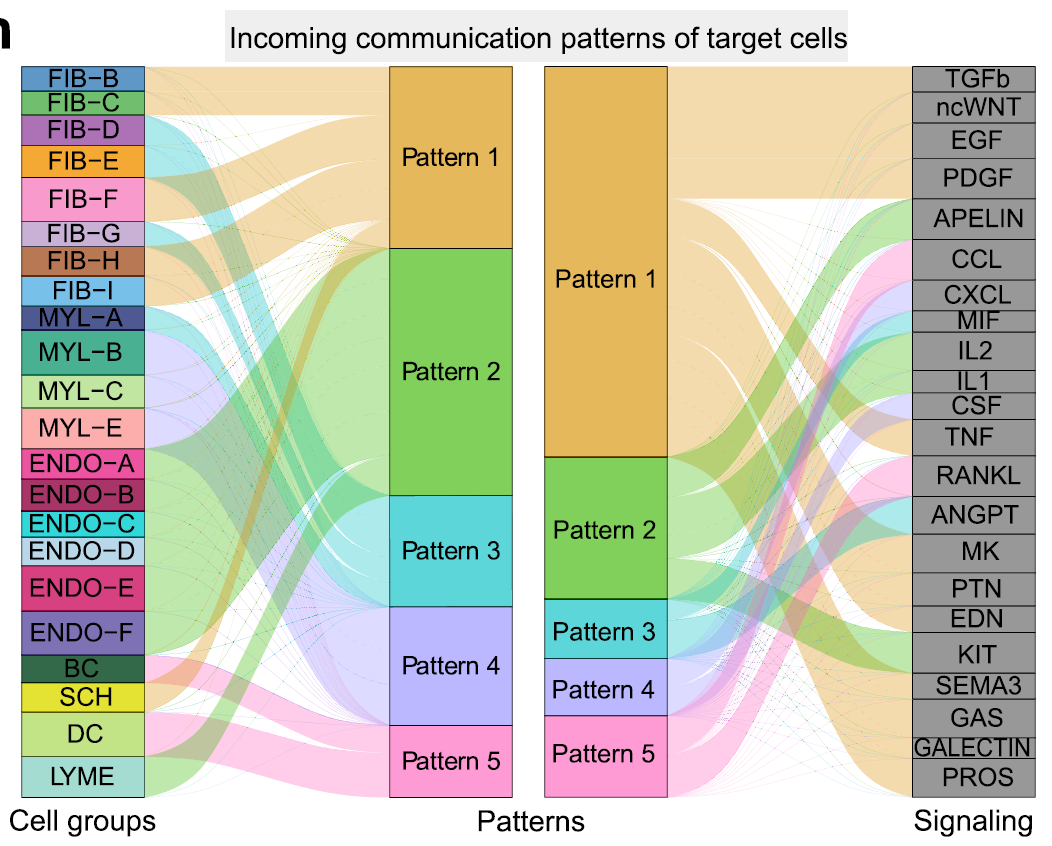 Incoming communication patterns of target cells
FIB−B
FIB−C
FIB−D
FIB−E
FIB−F
FIB−G
FIB−H
FIB−I
MYL−A
MYL−B
MYL−C
MYL−E
ENDO−A
ENDO−B
ENDO−C
ENDO−D
ENDO−E
ENDO−F
BC
SCH
DC
LYME
Cell groups
Pattern 1
Pattern 2
Pattern 3
Pattern 4
Pattern 5
Pattern 1
Pattern 2
Pattern 3
Pattern 4
Pattern 5
Patterns
TGFb
ncWNT
EGF
PDGF
APELIN
CCL
CXCL
MIF
IL2
IL1
CSF
TNF
RANKL
ANGPT
MK
PTN
EDN
KIT
SEMA3
GAS
GALECTIN
PROS
Signaling